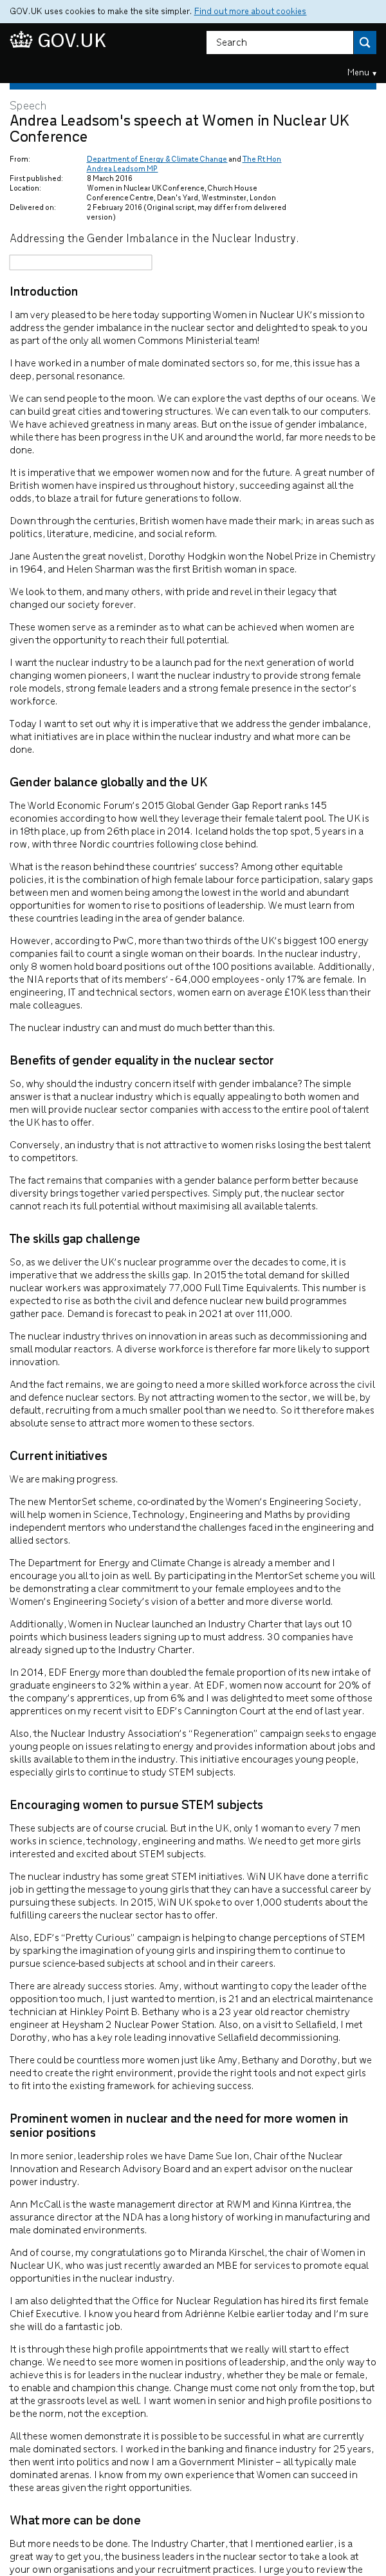 GOV.UK uses cookies to make the site simpler. Find out more about cookies
GOV.UK
Search
Menu ▾
Speech
Andrea Leadsom's speech at Women in Nuclear UK
Conference
From: Department of Energy & Climate Change and The Rt Hon
Andrea Leadsom MP
First published: 8 March 2016
Location: Women in Nuclear UK Conference, Church House
Conference Centre, Dean's Yard, Westminster, London
Delivered on: 2 February 2016 (Original script, may differ from delivered
version)
Addressing the Gender Imbalance in the Nuclear Industry.
Introduction
I am very pleased to be here today supporting Women in Nuclear UK's mission to
address the gender imbalance in the nuclear sector and delighted to speak to you
as part of the only all women Commons Ministerial team!
I have worked in a number of male dominated sectors so, for me, this issue has a
deep, personal resonance.
We can send people to the moon. We can explore the vast depths of our oceans. We
can build great cities and towering structures. We can even talk to our computers.
We have achieved greatness in many areas. But on the issue of gender imbalance,
while there has been progress in the UK and around the world, far more needs to be
done.
It is imperative that we empower women now and for the future. A great number of
British women have inspired us throughout history, succeeding against all the
odds, to blaze a trail for future generations to follow.
Down through the centuries, British women have made their mark; in areas such as
politics, literature, medicine, and social reform.
Jane Austen the great novelist, Dorothy Hodgkin won the Nobel Prize in Chemistry
in 1964, and Helen Sharman was the first British woman in space.
We look to them, and many others, with pride and revel in their legacy that
changed our society forever.
These women serve as a reminder as to what can be achieved when women are
given the opportunity to reach their full potential.
I want the nuclear industry to be a launch pad for the next generation of world
changing women pioneers, I want the nuclear industry to provide strong female
role models, strong female leaders and a strong female presence in the sector's
workforce.
Today I want to set out why it is imperative that we address the gender imbalance,
what initiatives are in place within the nuclear industry and what more can be
done.
Gender balance globally and the UK
The World Economic Forum's 2015 Global Gender Gap Report ranks 145
economies according to how well they leverage their female talent pool. The UK is
in 18th place, up from 26th place in 2014. Iceland holds the top spot, 5 years in a
row, with three Nordic countries following close behind.
What is the reason behind these countries' success? Among other equitable
policies, it is the combination of high female labour force participation, salary gaps
between men and women being among the lowest in the world and abundant
opportunities for women to rise to positions of leadership. We must learn from
these countries leading in the area of gender balance.
However, according to PwC, more than two thirds of the UK's biggest 100 energy
companies fail to count a single woman on their boards. In the nuclear industry,
only 8 women hold board positions out of the 100 positions available. Additionally,
the NIA reports that of its members' - 64,000 employees - only 17% are female. In
engineering, IT and technical sectors, women earn on average £10K less than their
male colleagues.
The nuclear industry can and must do much better than this.
Benefits of gender equality in the nuclear sector
So, why should the industry concern itself with gender imbalance? The simple
answer is that a nuclear industry which is equally appealing to both women and
men will provide nuclear sector companies with access to the entire pool of talent
the UK has to offer.
Conversely, an industry that is not attractive to women risks losing the best talent
to competitors.
The fact remains that companies with a gender balance perform better because
diversity brings together varied perspectives. Simply put, the nuclear sector
cannot reach its full potential without maximising all available talents.
The skills gap challenge
So, as we deliver the UK's nuclear programme over the decades to come, it is
imperative that we address the skills gap. In 2015 the total demand for skilled
nuclear workers was approximately 77,000 Full Time Equivalents. This number is
expected to rise as both the civil and defence nuclear new build programmes
gather pace. Demand is forecast to peak in 2021 at over 111,000.
The nuclear industry thrives on innovation in areas such as decommissioning and
small modular reactors. A diverse workforce is therefore far more likely to support
innovation.
And the fact remains, we are going to need a more skilled workforce across the civil
and defence nuclear sectors. By not attracting women to the sector, we will be, by
default, recruiting from a much smaller pool than we need to. So it therefore makes
absolute sense to attract more women to these sectors.
Current initiatives
We are making progress.
The new MentorSet scheme, co-ordinated by the Women's Engineering Society,
will help women in Science, Technology, Engineering and Maths by providing
independent mentors who understand the challenges faced in the engineering and
allied sectors.
The Department for Energy and Climate Change is already a member and I
encourage you all to join as well. By participating in the MentorSet scheme you will
be demonstrating a clear commitment to your female employees and to the
Women's Engineering Society's vision of a better and more diverse world.
Additionally, Women in Nuclear launched an Industry Charter that lays out 10
points which business leaders signing up to must address. 30 companies have
already signed up to the Industry Charter.
In 2014, EDF Energy more than doubled the female proportion of its new intake of
graduate engineers to 22% within a year. At EDF, women now account for 20% of
the company's apprentices, up from 6% and I was delighted to meet some of those
apprentices on my recent visit to EDF's Cannington Court at the end of last year.
Also, the Nuclear Industry Association's “Regeneration” campaign seeks to engage
young people on issues relating to energy and provides information about jobs and
skills available to them in the industry. This initiative encourages young people,
especially girls to continue to study STEM subjects.
Encouraging women to pursue STEM subjects
These subjects are of course crucial. But in the UK, only 1 woman to every 7 men
works in science, technology, engineering and maths. We need to get more girls
interested and excited about STEM subjects.
The nuclear industry has some great STEM initiatives. WiN UK have done a terrific
job in getting the message to young girls that they can have a successful career by
pursuing these subjects. In 2015, WiN UK spoke to over 1,000 students about the
fulfilling careers the nuclear sector has to offer.
Also, EDF's “Pretty Curious” campaign is helping to change perceptions of STEM
by sparking the imagination of young girls and inspiring them to continue to
pursue science-based subjects at school and in their careers.
There are already success stories. Amy, without wanting to copy the leader of the
opposition too much, I just wanted to mention, is 21 and an electrical maintenance
technician at Hinkley Point B. Bethany who is a 23 year old reactor chemistry
engineer at Heysham 2 Nuclear Power Station. Also, on a visit to Sellafield, I met
Dorothy, who has a key role leading innovative Sellafield decommissioning.
There could be countless more women just like Amy, Bethany and Dorothy, but we
need to create the right environment, provide the right tools and not expect girls
to fit into the existing framework for achieving success.
Prominent women in nuclear and the need for more women in
senior positions
In more senior, leadership roles we have Dame Sue Ion, Chair of the Nuclear
Innovation and Research Advisory Board and an expert advisor on the nuclear
power industry.
Ann McCall is the waste management director at RWM and Kinna Kintrea, the
assurance director at the NDA has a long history of working in manufacturing and
male dominated environments.
And of course, my congratulations go to Miranda Kirschel, the chair of Women in
Nuclear UK, who was just recently awarded an MBE for services to promote equal
opportunities in the nuclear industry.
I am also delighted that the Office for Nuclear Regulation has hired its first female
Chief Executive. I know you heard from Adriènne Kelbie earlier today and I'm sure
she will do a fantastic job.
It is through these high profile appointments that we really will start to effect
change. We need to see more women in positions of leadership, and the only way to
achieve this is for leaders in the nuclear industry, whether they be male or female,
to enable and champion this change. Change must come not only from the top, but
at the grassroots level as well. I want women in senior and high profile positions to
be the norm, not the exception.
All these women demonstrate it is possible to be successful in what are currently
male dominated sectors. I worked in the banking and finance industry for 25 years,
then went into politics and now I am a Government Minister – all typically male
dominated arenas. I know from my own experience that Women can succeed in
these areas given the right opportunities.
What more can be done
But more needs to be done. The Industry Charter, that I mentioned earlier, is a
great way to get you, the business leaders in the nuclear sector to take a look at
your own organisations and your recruitment practices. I urge you to review the